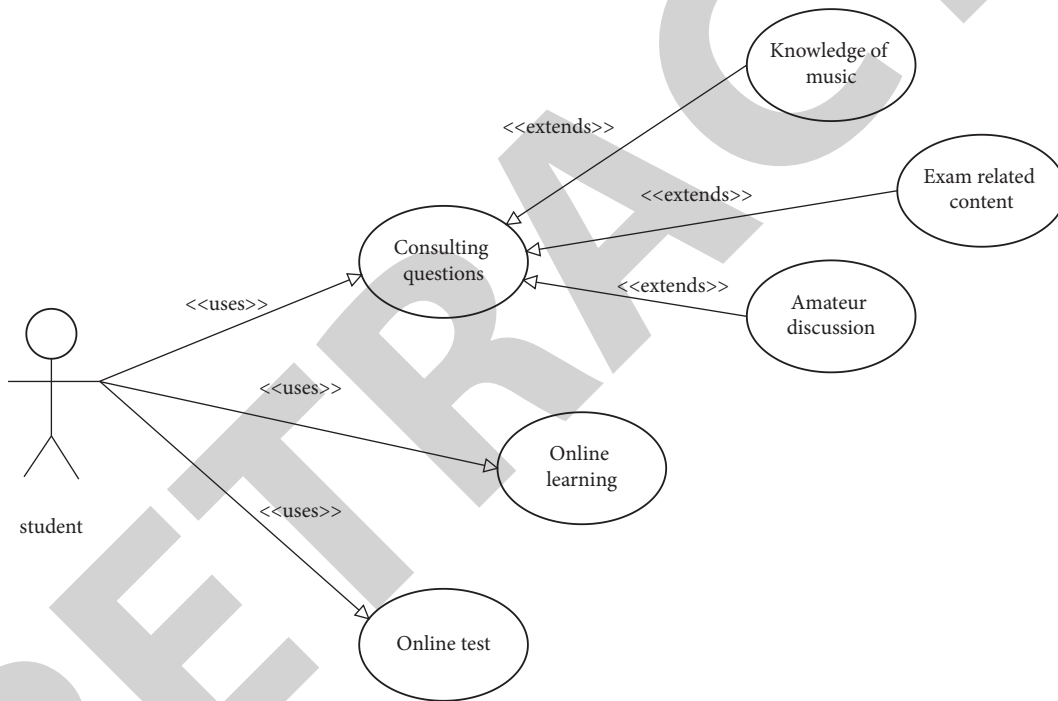 Knowledge of
music
<<extends>>
Exam related
content
<<extends>>
Consulting
questions
<<extends>>
Amateur
discussion
<<uses>>
<<uses>>
Online
learning
student
<<uses>>
Online test
RETRAC